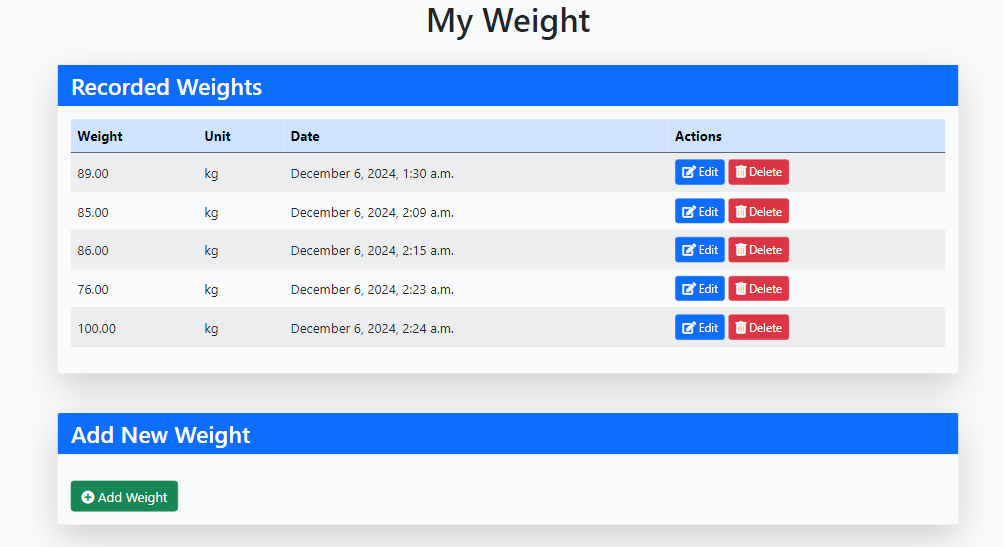 My Weight
Recorded Weights
Weight Unit Date Actions
89.00 kg December 6, 2024, 1:30 a.m. Edit Delete
85.00 kg December 6, 2024, 2:09 a.m. Edit Delete
86.00 kg December 6, 2024, 2:15 a.m. Edit Delete
76.00 kg December 6, 2024, 2:23 a.m. Edit Delete
100.00 kg December 6, 2024, 2:24 a.m. Edit Delete
Add New Weight
Add Weight